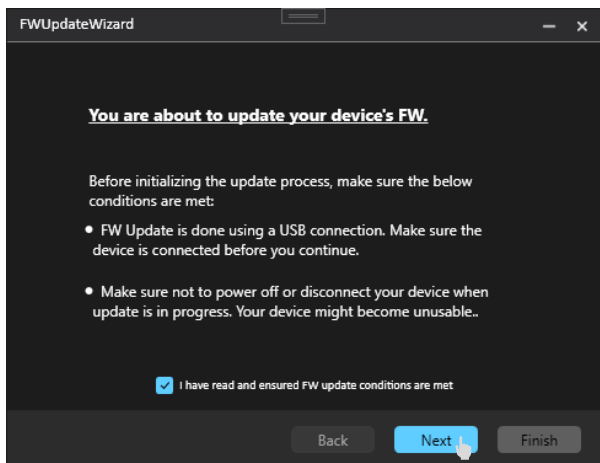 FWUpdateWizard
You are about to update your device's FW.
Before initializing the update process, make sure the below
conditions are met:
• FW Update is done using a USB connection. Make sure the
device is connected before you continue.
• Make sure not to power off or disconnect your device when
update is in progress. Your device might become unusable..
I have read and ensured FW update conditions are met
Back Next Finish